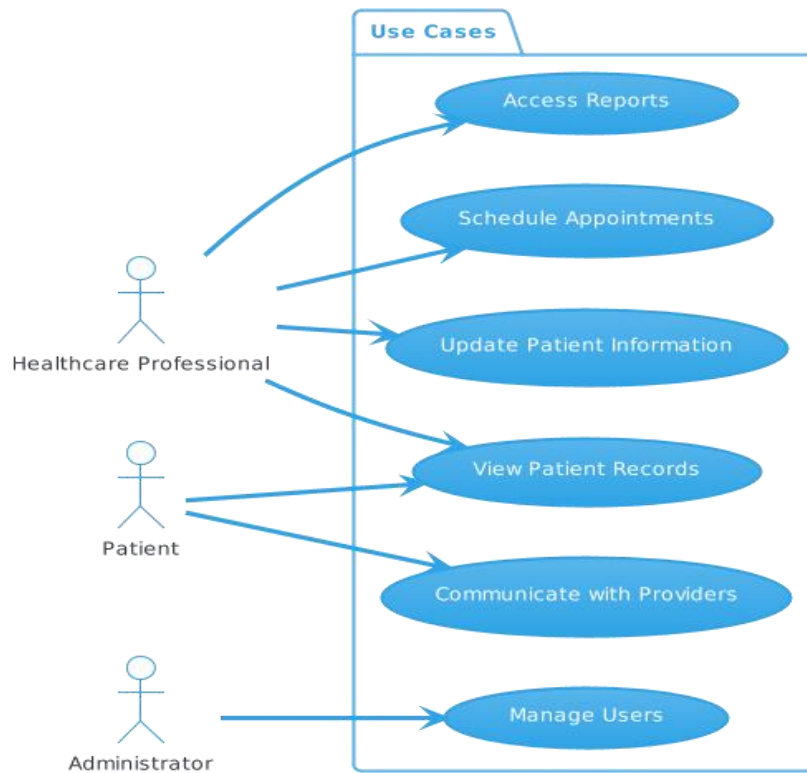 Use Cases
Access Reports
Schedule Appointments
Update Patient Information
Healthcare Professional
View Patient Records
Patient
Communicate with Providers
Manage Users
Administrator